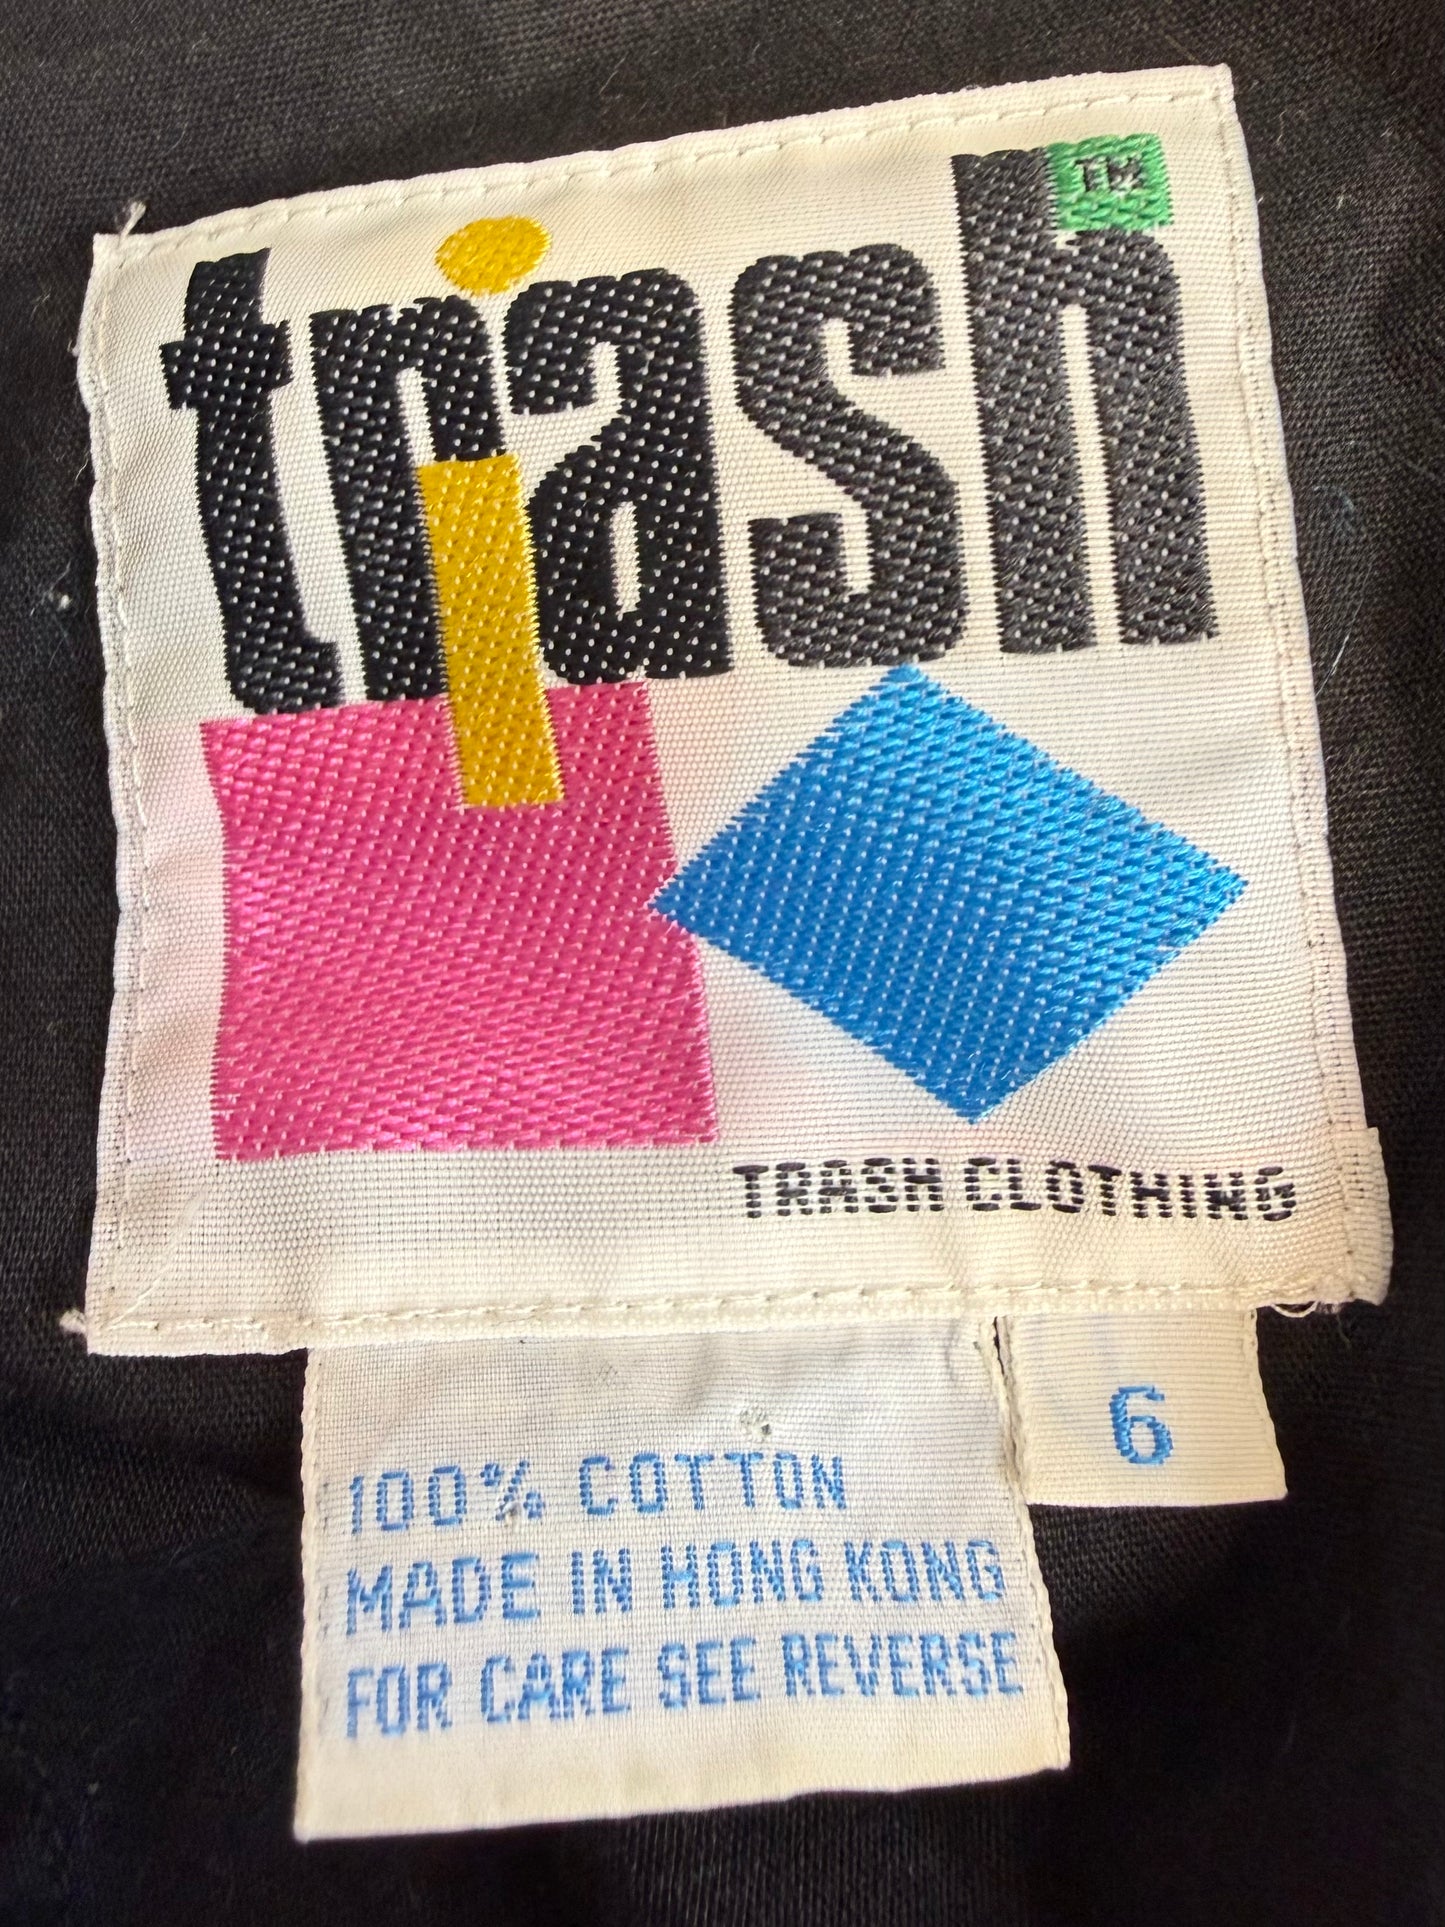 trash
TM
TRASH CLOTHING
6
100% COTTON
MADE IN HONG KONG
FOR CARE SEE REVERSE